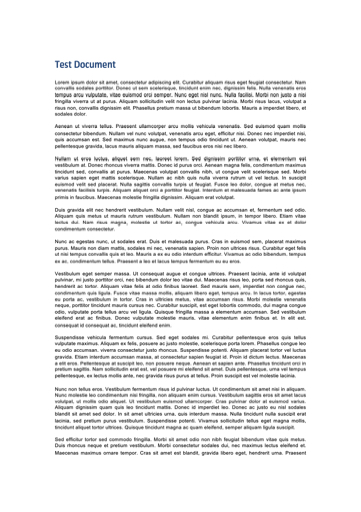 Test Document
Lorem ipsum dolor sit amet, consectetur adipiscing elit. Curabitur aliquam risus eget feugiat consectetur. Nam
convallis sodales porttitor. Donec ut sem scelerisque, tincidunt enim nec, dignissim felis. Nulla venenatis eros
tempus arcu vulputate, vitae euismod orci semper. Nunc eget nisl nunc. Nulla facilisi. Morbi non justo a nisi
fringilla viverra ut at purus. Aliquam sollicitudin velit non lectus pulvinar lacinia. Morbi risus lacus, volutpat a
risus non, convallis dignissim elit. Phasellus pretium massa ut bibendum lobortis. Mauris a imperdiet libero, et
sodales dolor.
Aenean ut viverra tellus. Praesent ullamcorper arcu mollis vehicula venenatis. Sed euismod quam mollis
consectetur bibendum. Nullam vel nunc volutpat, venenatis arcu eget, efficitur nisi. Donec nec imperdiet nisi,
quis accumsan est. Sed maximus nunc augue, non tempus odio tincidunt ut. Aenean volutpat, mauris nec
pellentesque gravida, lacus mauris aliquam massa, sed faucibus eros nisi nec libero.
Nullam ut eros luctus, aliquet sem nec, laoreet lorem. Sed dignissim porttitor urna, et elementum est
vestibulum at. Donec rhoncus viverra mattis. Donec id purus orci. Aenean magna felis, condimentum maximus
tincidunt sed, convallis at purus. Maecenas volutpat convallis nibh, ut congue velit scelerisque sed. Morbi
varius sapien eget mattis scelerisque. Nullam ac nibh quis nulla viverra rutrum ut vel lectus. In suscipit
euismod velit sed placerat. Nulla sagittis convallis turpis ut feugiat. Fusce leo dolor, congue at metus nec,
venenatis facilisis turpis. Aliquam aliquet orci a porttitor feugiat. Interdum et malesuada fames ac ante ipsum
primis in faucibus. Maecenas molestie fringilla dignissim. Aliquam erat volutpat.
Duis gravida elit nec hendrerit vestibulum. Nullam velit nisl, congue ac accumsan et, fermentum sed odio.
Aliquam quis metus ut mauris rutrum vestibulum. Nullam non blandit ipsum, in tempor libero. Etiam vitae
lectus dui. Nam risus magna, molestie in tortor ac, congue vehicula arcu. Vivamus vitae ex at dolor
condimentum consectetur.
Nunc ac egestas nunc, ut sodales erat. Duis et malesuada purus. Cras in euismod sem, placerat maximus
purus. Mauris non diam mattis, sodales mi nec, venenatis sapien. Proin non ultrices risus. Curabitur eget felis
ut nisl tempus convallis quis et leo. Mauris a ex eu odio interdum efficitur. Vivamus ac odio bibendum, tempus
ex ac, condimentum tellus. Praesent a leo et lacus tempus fermentum eu eu eros.
Vestibulum eget semper massa. Ut consequat augue et congue ultrices. Praesent lacinia, ante id volutpat
pulvinar, mi justo porttitor orci, nec bibendum dolor leo vitae dui. Maecenas risus leo, porta sed rhoncus quis,
hendrerit ac tortor. Aliquam vitae felis at odio finibus laoreet. Sed mauris sem, imperdiet non congue nec,
condimentum quis ligula. Fusce vitae massa mollis, aliquam libero eget, tempus arcu. In lacus tortor, egestas
eu porta ac, vestibulum in tortor. Cras in ultricies metus, vitae accumsan risus. Morbi molestie venenatis
neque, porttitor tincidunt mauris cursus nec. Curabitur suscipit, est eget lobortis commodo, dui magna congue
odio, vulputate porta tellus arcu vel ligula. Quisque fringilla massa a elementum accumsan. Sed vestibulum
eleifend erat ac finibus. Donec vulputate molestie mauris, vitae elementum enim finibus at. In elit est,
consequat id consequat ac, tincidunt eleifend enim.
Suspendisse vehicula fermentum cursus. Sed eget sodales mi. Curabitur pellentesque eros quis tellus
vulputate maximus. Aliquam ex felis, posuere ac justo molestie, scelerisque porta lorem. Phasellus congue leo
eu odio accumsan, viverra consectetur justo rhoncus. Suspendisse potenti. Aliquam placerat tortor vel luctus
gravida. Etiam interdum accumsan massa, at consectetur sapien feugiat id. Proin id dictum lectus. Maecenas
a elit eros. Pellentesque at suscipit leo, non posuere est. Aenean et sapien ante. Phasellus tincidunt orci in
pretium sagittis. Nam sollicitudin erat est, vel posuere mi eleifend sit amet. Duis pellentesque, urna vel tempus
pellentesque, ex lectus mollis ante, nec gravida risus purus at tellus. Proin suscipit est vel molestie lacinia.
Nunc non tellus eros. Vestibulum fermentum risus id pulvinar luctus. Ut condimentum sit amet nisl in aliquam.
Nunc molestie leo condimentum nisi fringilla, non aliquam enim cursus. Vestibulum sagittis eros sit amet lacus
volutpat, ut mollis odio aliquet. Ut vestibulum euismod ullamcorper. Cras pulvinar dolor at euismod varius.
Aliquam dignissim quam quis leo tincidunt mattis. Donec id imperdiet leo. Donec ac justo eu nisl sodales
blandit sit amet sed dolor. In sit amet ultricies urna, quis interdum massa. Nulla tincidunt nulla suscipit erat
lacinia, sed pretium purus vestibulum. Suspendisse potenti. Vivamus sollicitudin tellus eget magna mollis,
tincidunt aliquet tortor ultrices. Quisque tincidunt magna ac quam eleifend, semper aliquam ligula suscipit.
Sed efficitur tortor sed commodo fringilla. Morbi sit amet odio non nibh feugiat bibendum vitae quis metus.
Duis rhoncus neque et pretium vestibulum. Morbi consectetur sodales dui, nec maximus lectus eleifend et.
Maecenas maximus ornare tempor. Cras sit amet est blandit, gravida libero eget, hendrerit urna. Praesent